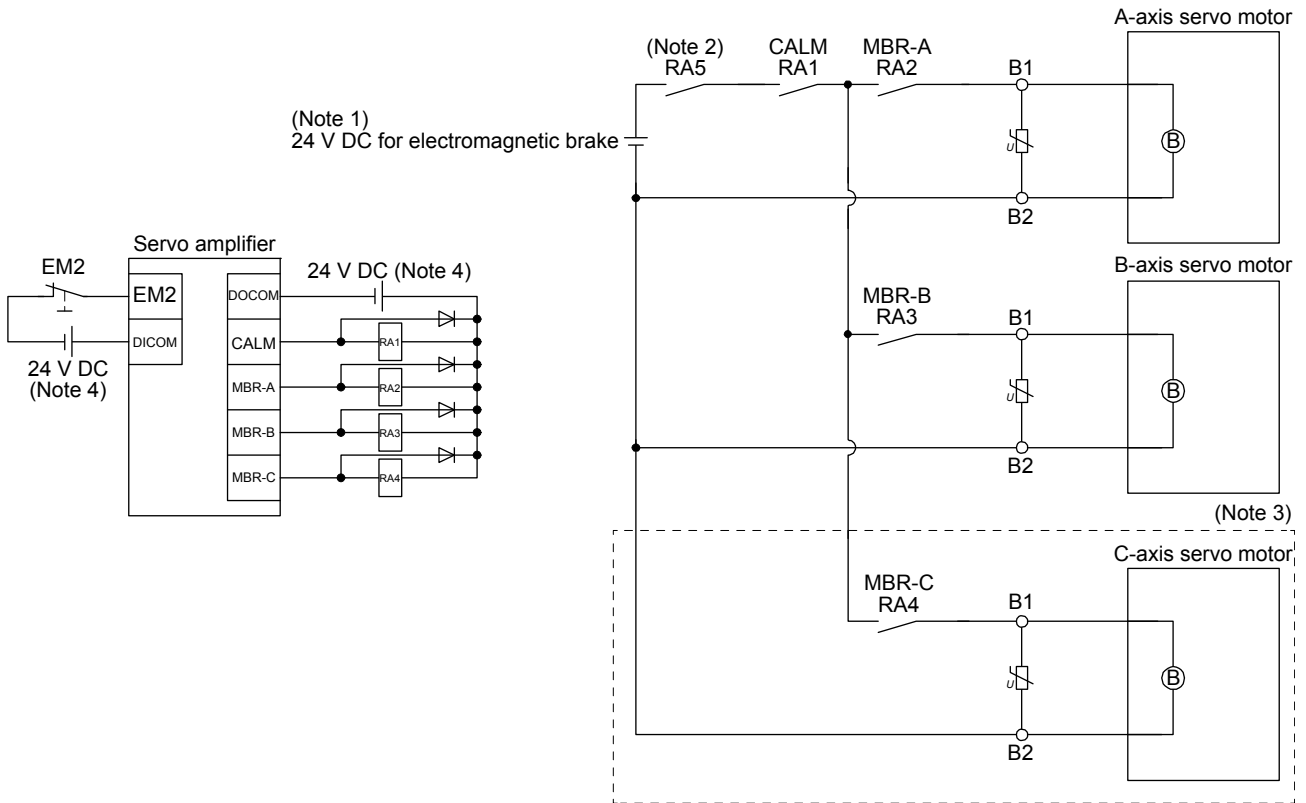 A-axis servo motor
(Note 2)
RA5
CALM
RA1
MBR-A
RA2
B1
(Note 1)
24 V DC for electromagnetic brake
U
B
B2
Servo amplifier
EM2
EM2
DICOM
24 V DC
(Note 4)
DOCOM
CALM
MBR-A
MBR-B
MBR-C
24 V DC (Note 4)
RA1
RA2
RA3
RA4
B-axis servo motor
MBR-B
RA3
B1
U
B
B2
(Note 3)
C-axis servo motor
MBR-C
RA4
B1
U
B
B2